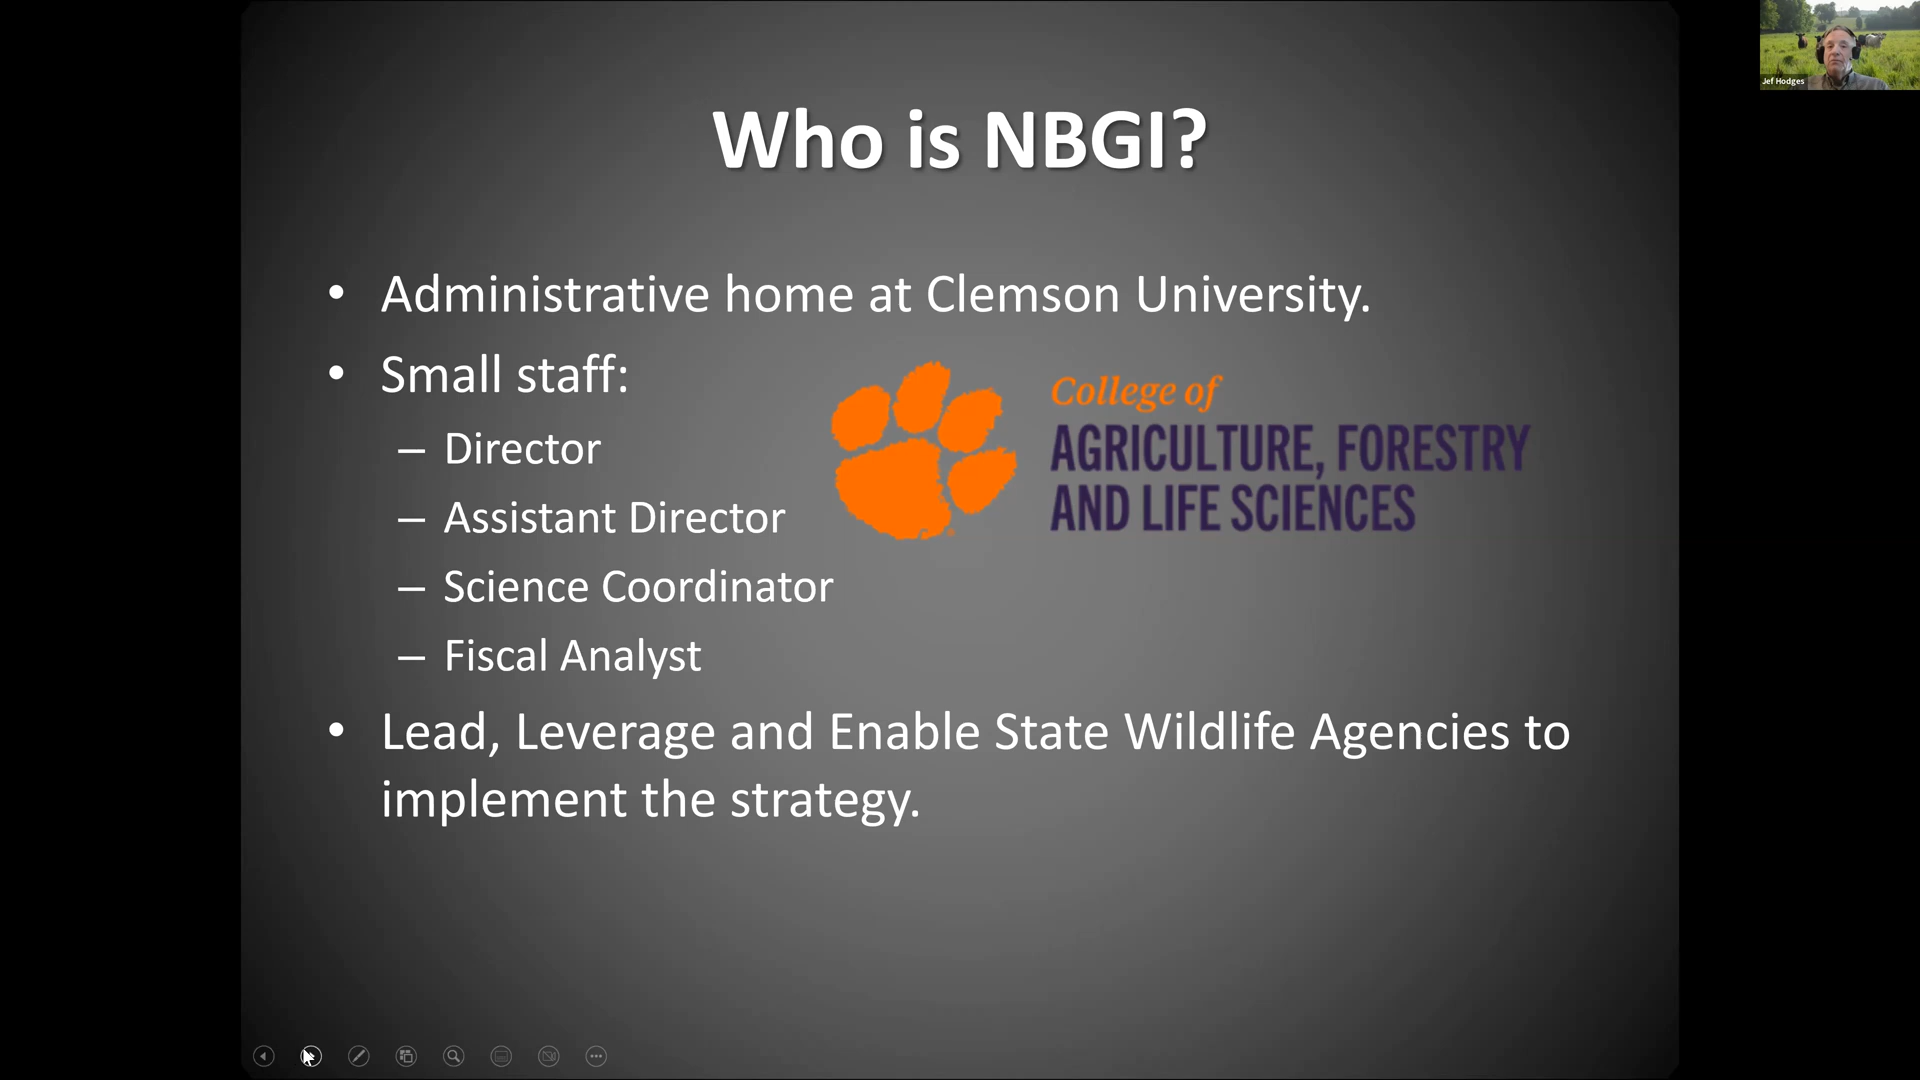 Jef Hodges
Who is NBGI?
• Administrative home at Clemson University.
• Small staff:
– Director
– Assistant Director
– Science Coordinator
– Fiscal Analyst
College of
AGRICULTURE, FORESTRY
AND LIFE SCIENCES
• Lead, Leverage and Enable State Wildlife Agencies to
implement the strategy.